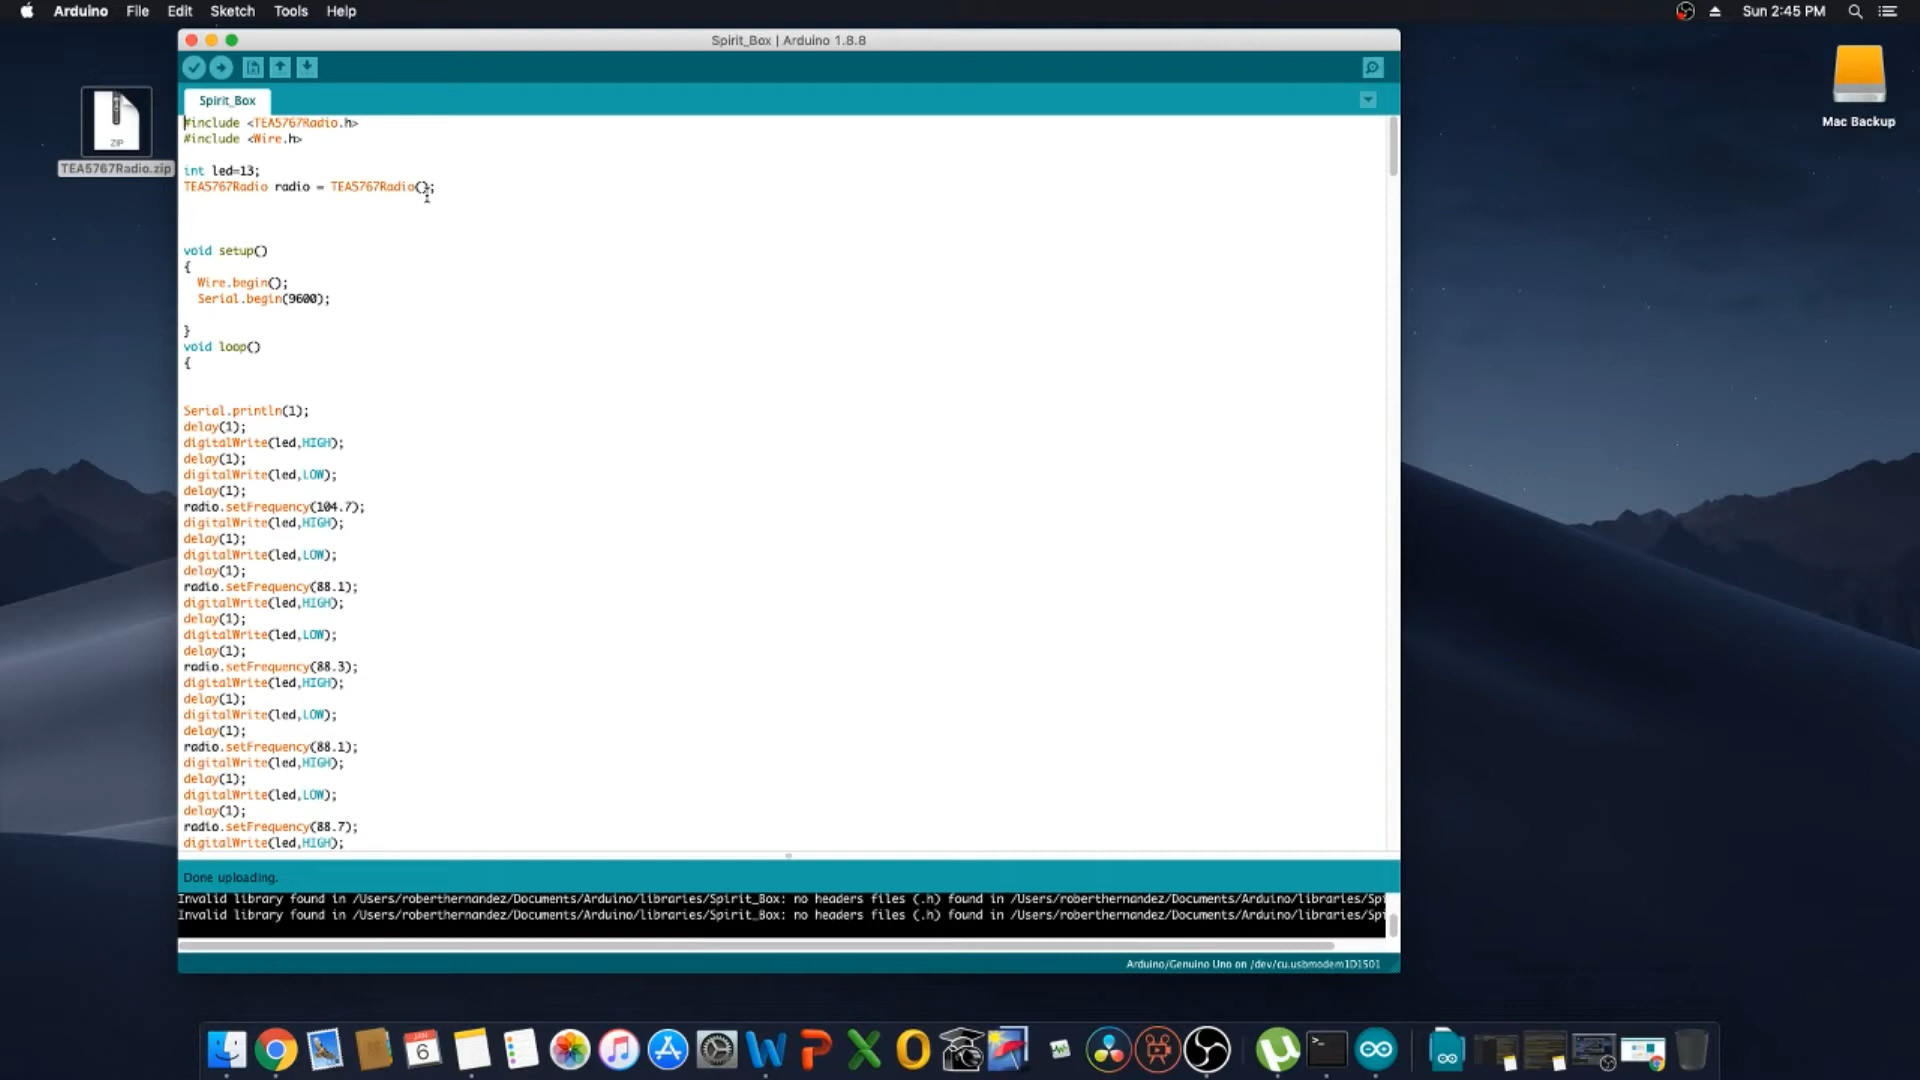 Arduino File Edit Sketch Tools Help Sun 2:45 PM
Spirit_Box | Arduino 1.8.8
Spirit_Box
ZIP
TEA5767Radio.zip
Mac Backup
#include <TEA5767Radio.h>
#include <Wire.h>
int led=13;
TEA5767Radio radio = TEA5767Radio();
void setup()
{
Wire.begin();
Serial.begin(9600);
}
void loop()
{
Serial.println(1);
delay(1);
digitalWrite(led,HIGH);
delay(1);
digitalWrite(led,LOW);
delay(1);
radio.setFrequency(104.7);
digitalWrite(led,HIGH);
delay(1);
digitalWrite(led,LOW);
delay(1);
radio.setFrequency(88.1);
digitalWrite(led,HIGH);
delay(1);
digitalWrite(led,LOW);
delay(1);
radio.setFrequency(88.3);
digitalWrite(led,HIGH);
delay(1);
digitalWrite(led,LOW);
delay(1);
radio.setFrequency(88.1);
digitalWrite(led,HIGH);
delay(1);
digitalWrite(led,LOW);
delay(1);
radio.setFrequency(88.7);
digitalWrite(led,HIGH);
Done uploading.
Invalid library found in /Users/roberthernandez/Documents/Arduino/libraries/Spirit_Box: no headers files (.h) found in /Users/roberthernandez/Documents/Arduino/libraries/Spi
Invalid library found in /Users/roberthernandez/Documents/Arduino/libraries/Spirit_Box: no headers files (.h) found in /Users/roberthernandez/Documents/Arduino/libraries/Spi
Arduino/Genuino Uno on /dev/cu.usbmodem1D1501
JAN
6